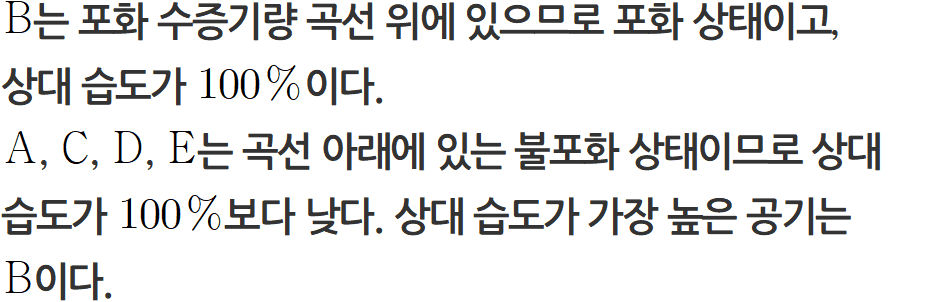 B는 포화 수증기량 곡선 위에 있으므로 포화 상태이고,
상대 습도가 100%이다.
A, C, D, E는 곡선 아래에 있는 불포화 상태이므로 상대
습도가 100%보다 낮다. 상대 습도가 가장 높은 공기는
B이다.